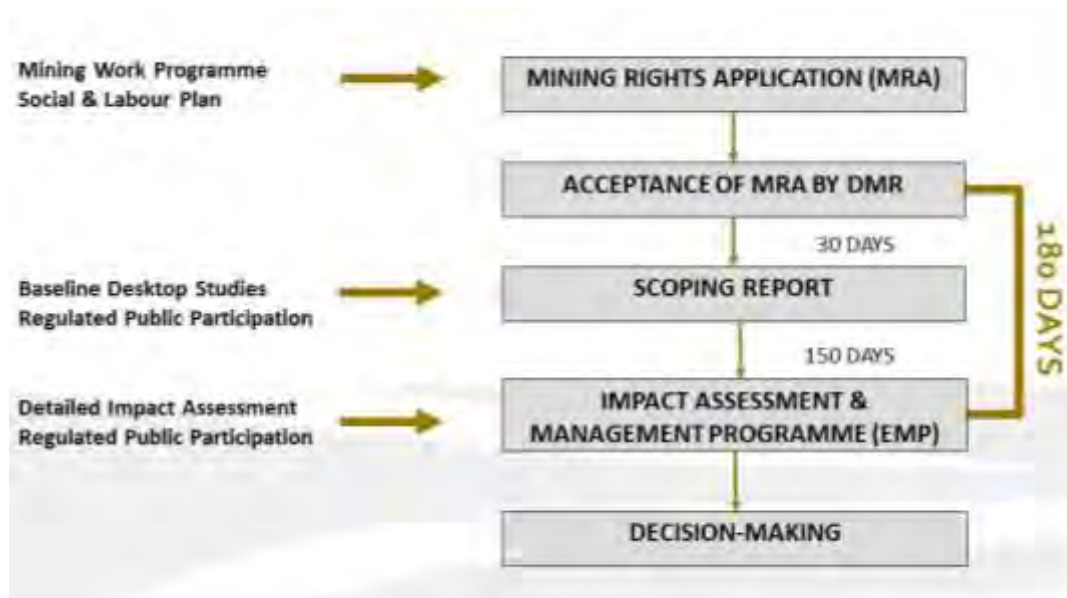 Mining Work Programme
Social & Labour Plan
MINING RIGHTS APPLICATION (MRA)
ACCEPTANCE OF MRA BY DMR
30 DAYS
Baseline Desktop Studies
Regulated Public Participation
SCOPING REPORT
150 DAYS
180 DAYS
Detailed Impact Assessment
Regulated Public Participation
IMPACT ASSESSMENT &
MANAGEMENT PROGRAMME (EMP)
DECISION-MAKING